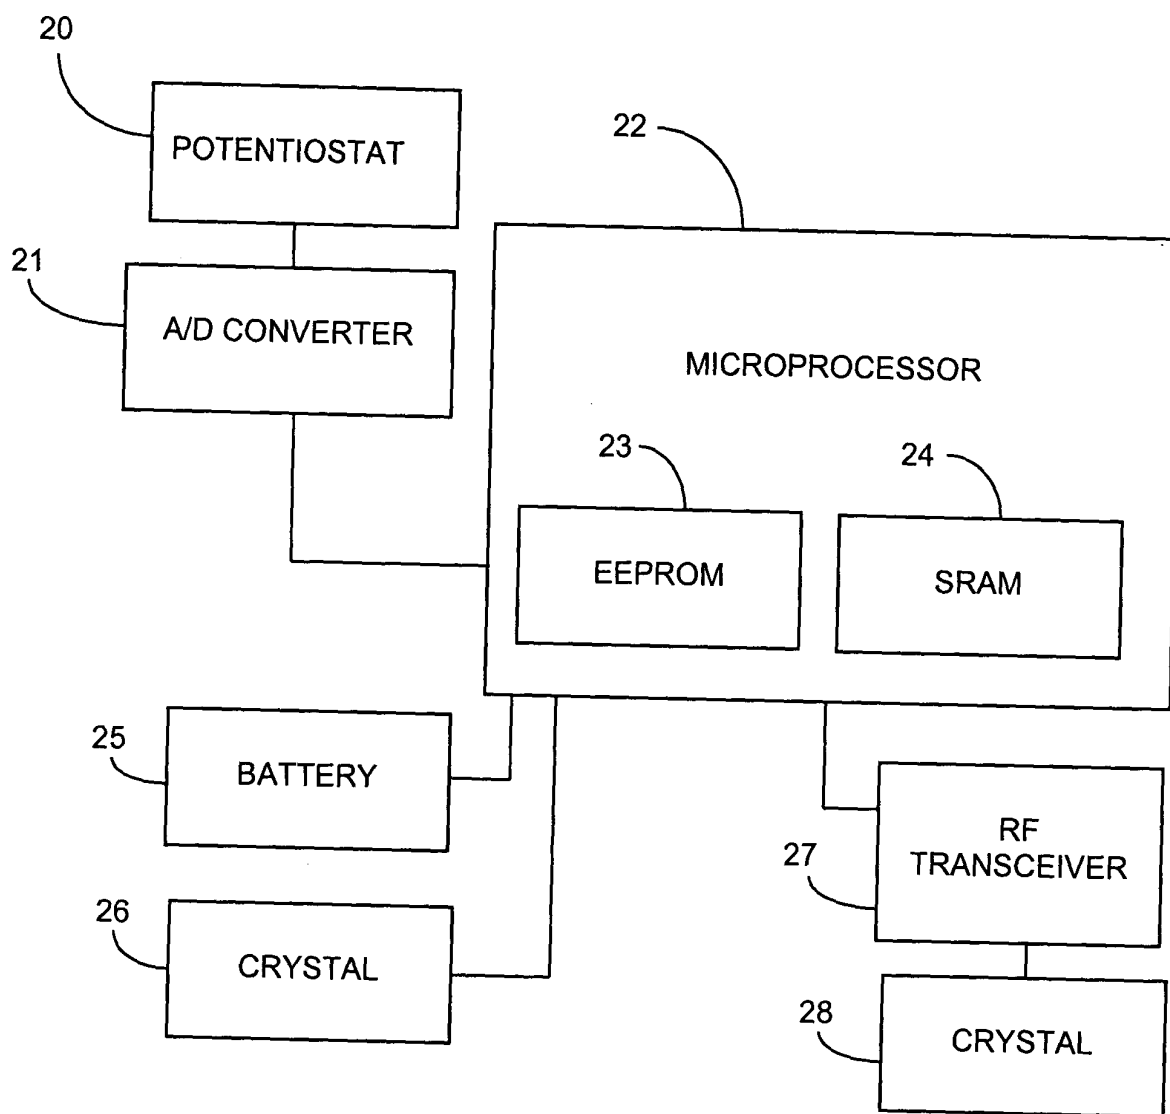 20
POTENTIOSTAT
22
21
A/D CONVERTER
MICROPROCESSOR
23
24
EEPROM
SRAM
25
BATTERY
RF
TRANSCEIVER
27
26
CRYSTAL
28
CRYSTAL